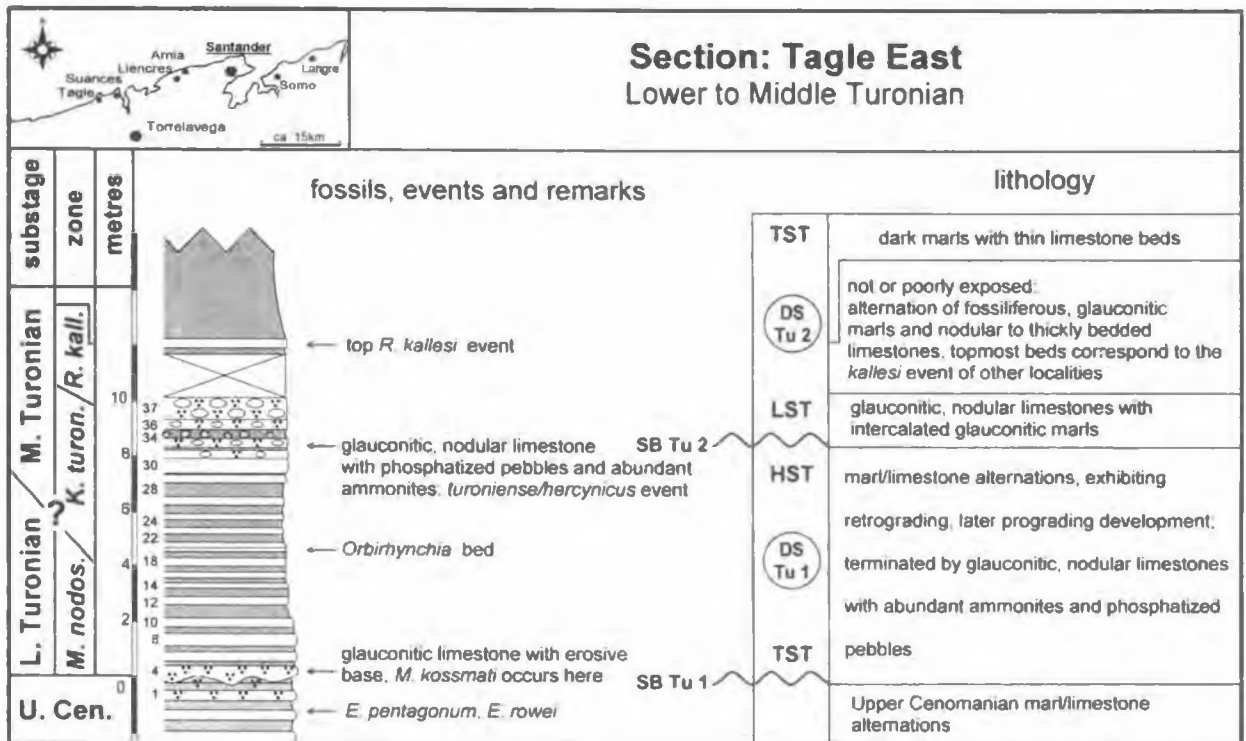 Santander
Arnia
Liencres
Langre
Suances
Somo
Tagle
Torrelavega
ca 15km
Section: Tagle East
Lower to Middle Turonian
substage
zone
metres
fossils, events and remarks
lithology
L. Turonian
M. Turonian
?
U. Cen.
M. nodos.
K. turon.
R. kall.
10
8
6
4
2
0
37
36
34
30
28
24
22
18
14
12
10
8
4
1
top R. kallesi event
glauconitic, nodular limestone
with phosphatized pebbles and abundant
ammonites: turoniense/hercynicus event
Orbirhynchia bed
glauconitic limestone with erosive
base, M. kossmati occurs here
E. pentagonum, E. rowei
SB Tu 2
SB Tu 1
TST
DS
Tu 2
LST
HST
DS
Tu 1
TST
dark marls with thin limestone beds
not or poorly exposed:
alternation of fossiliferous, glauconitic
marls and nodular to thickly bedded
limestones, topmost beds correspond to the
kallesi event of other localities
glauconitic, nodular limestones with
intercalated glauconitic marls
marl/limestone alternations, exhibiting
retrograding, later prograding development;
terminated by glauconitic, nodular limestones
with abundant ammonites and phosphatized
pebbles
Upper Cenomanian marl/limestone
alternations